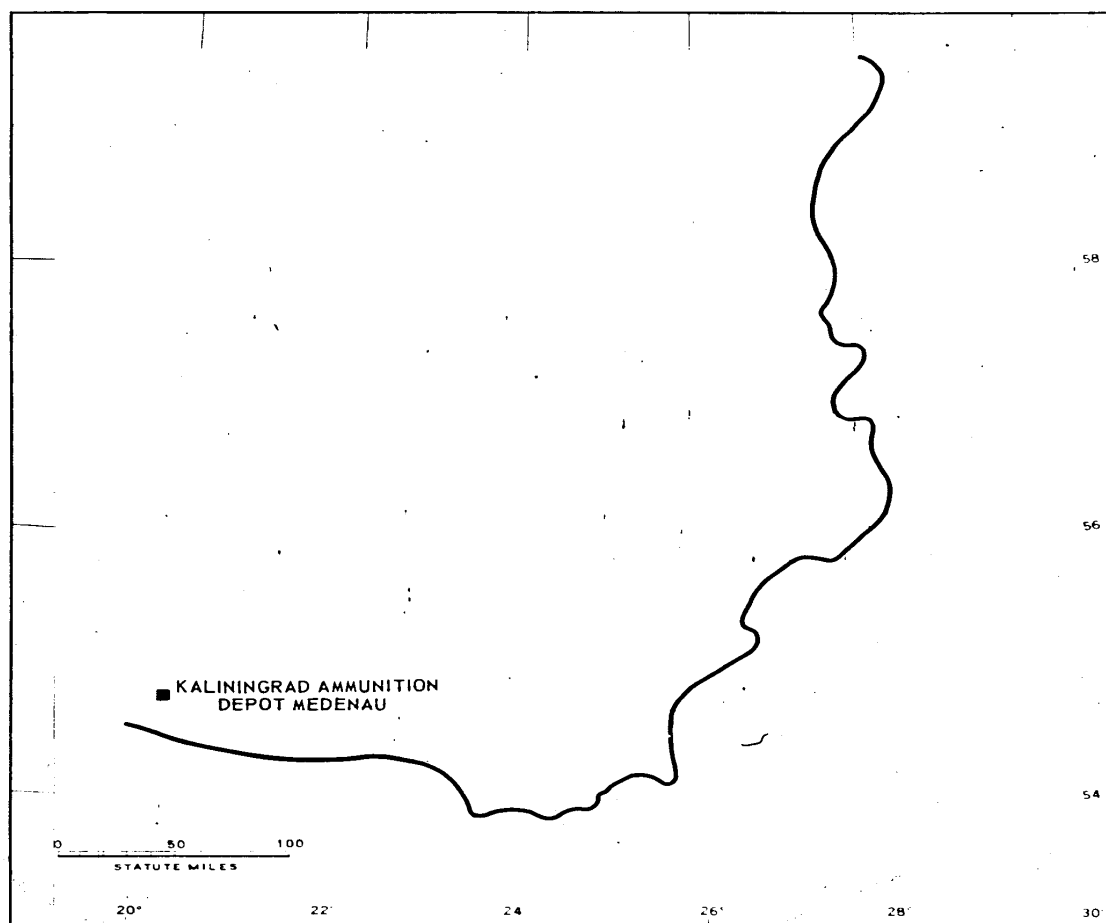 58
56
KALININGRAD AMMUNITION
DEPOT MEDENAU
54
0 50 100
STATUTE MILES
20° 22' 24 26' 28' 30